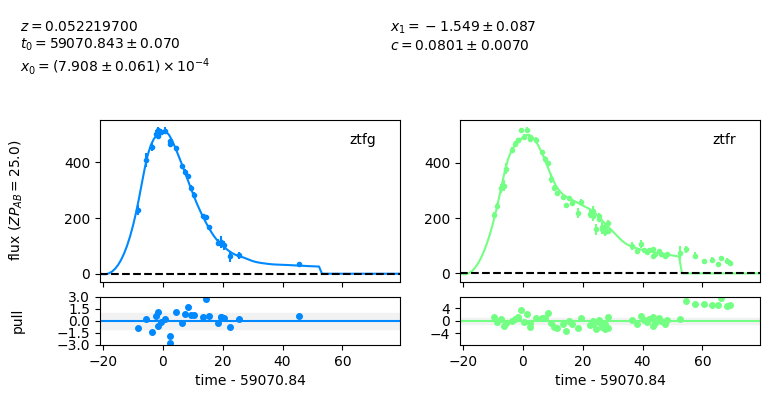 z = 0.052219700
t₀ = 59070.843 ± 0.070
x₀ = (7.908 ± 0.061) × 10⁻⁴
x₁ = −1.549 ± 0.087
c = 0.0801 ± 0.0070
flux (ZP_AB = 25.0)
400
200
0
ztfg
400
200
0
ztfr
pull
3.0
1.5
0.0
−1.5
−3.0
4
0
−4
−20 0 20 40 60
−20 0 20 40 60
time - 59070.84
time - 59070.84